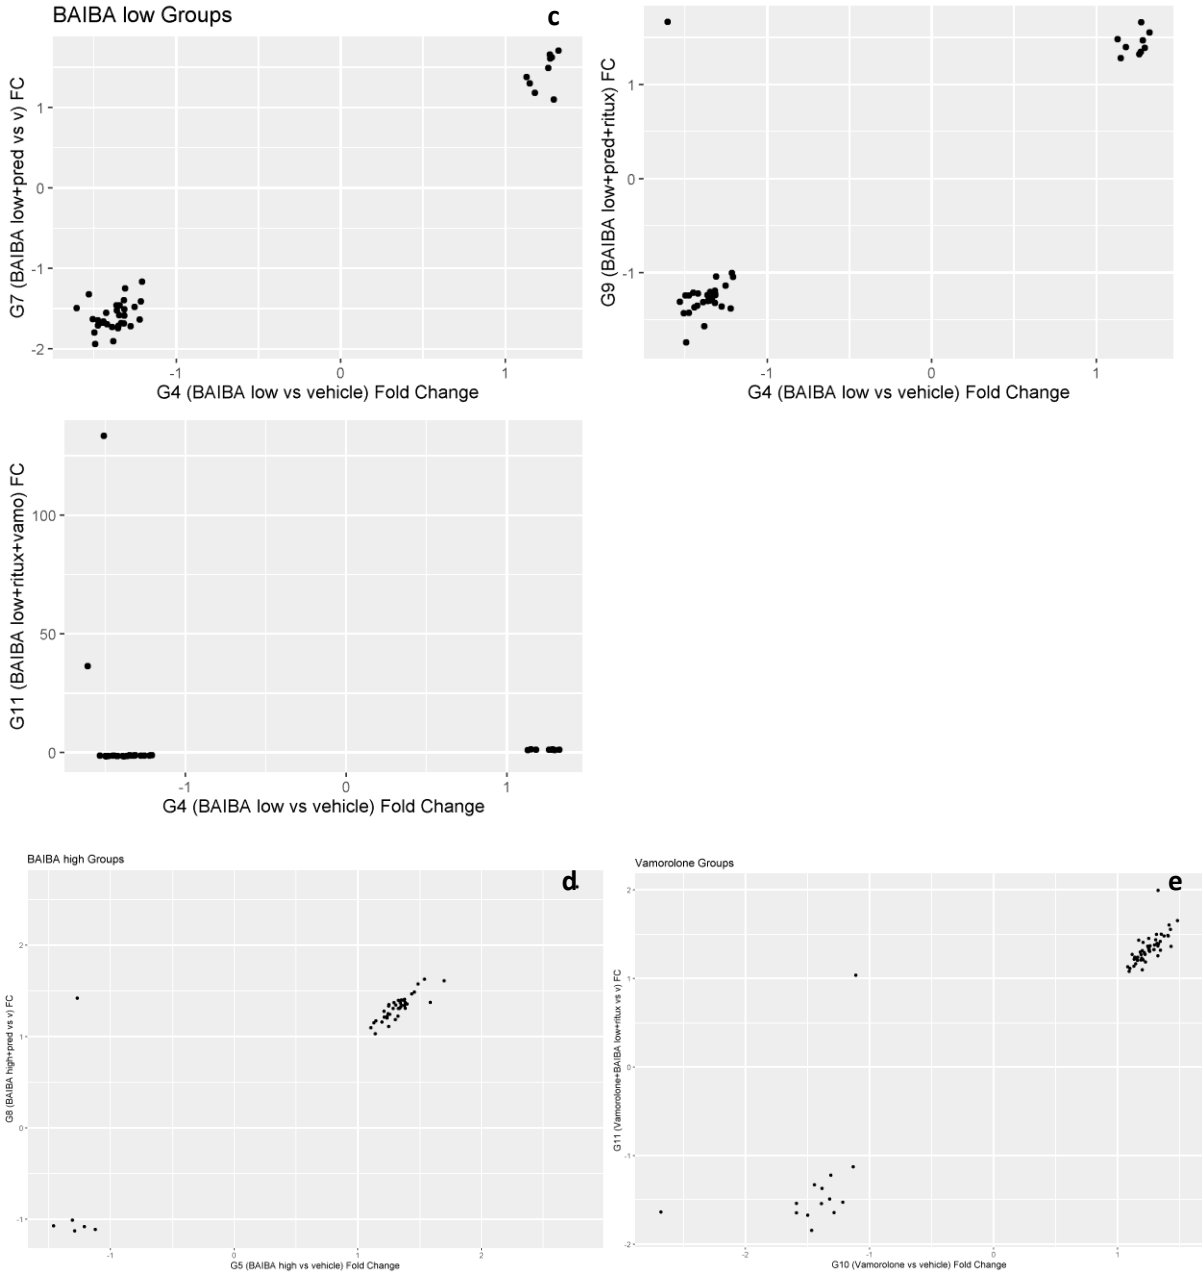 BAIBA low Groups
c
G7 (BAIBA low+pred vs v) FC
1
0
-1
-2
-1
0
1
G4 (BAIBA low vs vehicle) Fold Change
G9 (BAIBA low+pred+ritux) FC
1
0
-1
-1
0
1
G4 (BAIBA low vs vehicle) Fold Change
G11 (BAIBA low+ritux+vamo) FC
100
50
0
-1
0
1
G4 (BAIBA low vs vehicle) Fold Change
BAIBA high Groups
d
G8 (BAIBA high+pred vs v) FC
2
1
0
-1
-1
0
1
2
G5 (BAIBA high vs vehicle) Fold Change
Vamorolone Groups
e
G11 (Vamorolone+BAIBA low+ritux vs v) FC
2
1
0
-1
-2
-2
-1
0
1
G10 (Vamorolone vs vehicle) Fold Change